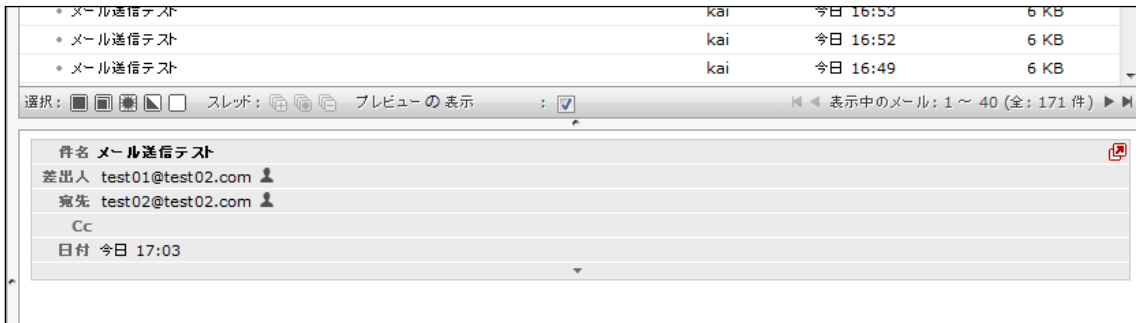 メール送信テスト kai 今日 16:53 6 KB
メール送信テスト kai 今日 16:52 6 KB
メール送信テスト kai 今日 16:49 6 KB
選択: スレッド: プレビューの表示 : 表示中のメール: 1 ～ 40 (全: 171 件)
件名 メール送信テスト
差出人 test01@test02.com
宛先 test02@test02.com
Cc
日付 今日 17:03